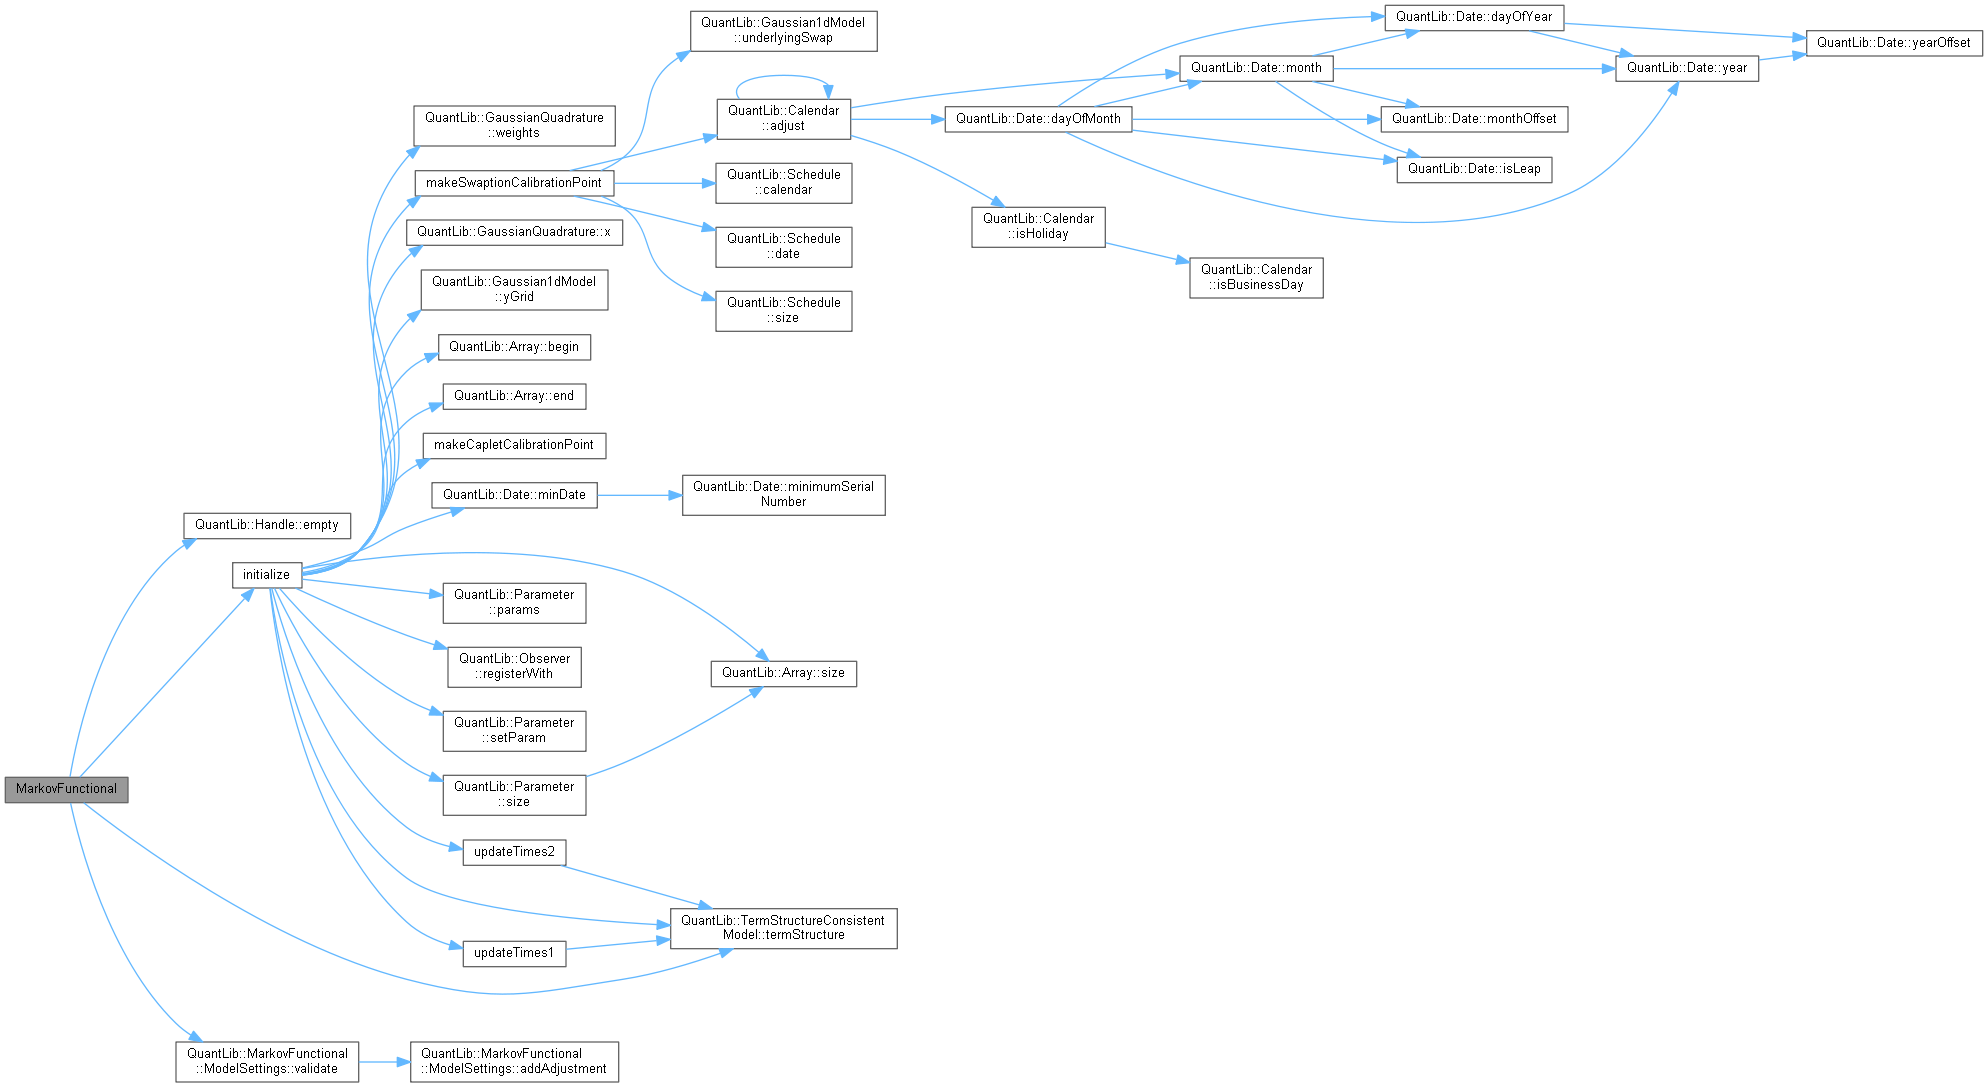 MarkovFunctional
QuantLib::Handle::empty
initialize
QuantLib::GaussianQuadrature
::weights
makeSwaptionCalibrationPoint
QuantLib::Gaussian1dModel
::underlyingSwap
QuantLib::Calendar
::adjust
QuantLib::Date::dayOfMonth
QuantLib::Date::month
QuantLib::Date::dayOfYear
QuantLib::Date::yearOffset
QuantLib::Date::year
QuantLib::Date::monthOffset
QuantLib::Date::isLeap
QuantLib::Calendar
::isHoliday
QuantLib::Calendar
::isBusinessDay
QuantLib::Schedule
::calendar
QuantLib::Schedule
::date
QuantLib::Schedule
::size
QuantLib::GaussianQuadrature::x
QuantLib::Gaussian1dModel
::yGrid
QuantLib::Array::begin
QuantLib::Array::end
makeCapletCalibrationPoint
QuantLib::Date::minDate
QuantLib::Date::minimumSerial
Number
QuantLib::Parameter
::params
QuantLib::Observer
::registerWith
QuantLib::Array::size
QuantLib::Parameter
::setParam
QuantLib::Parameter
::size
updateTimes2
QuantLib::TermStructureConsistent
Model::termStructure
updateTimes1
QuantLib::MarkovFunctional
::ModelSettings::validate
QuantLib::MarkovFunctional
::ModelSettings::addAdjustment